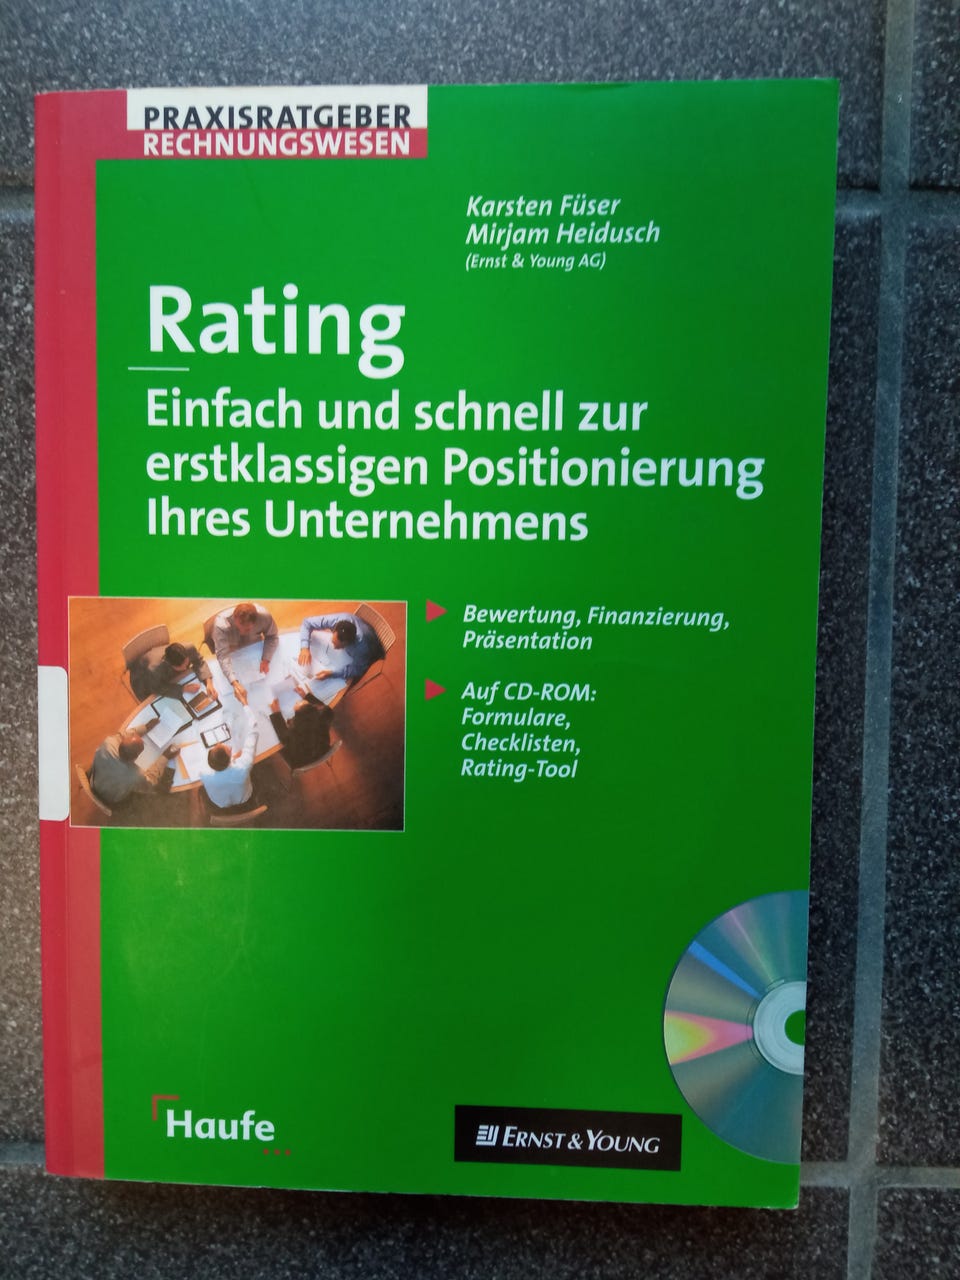 PRAXISRATGEBER
RECHNUNGSWESEN
Karsten Füser
Mirjam Heidusch
(Ernst & Young AG)
Rating
Einfach und schnell zur
erstklassigen Positionierung
Ihres Unternehmens
Bewertung, Finanzierung,
Präsentation
Auf CD-ROM:
Formulare,
Checklisten,
Rating-Tool
Haufe
ERNST & YOUNG